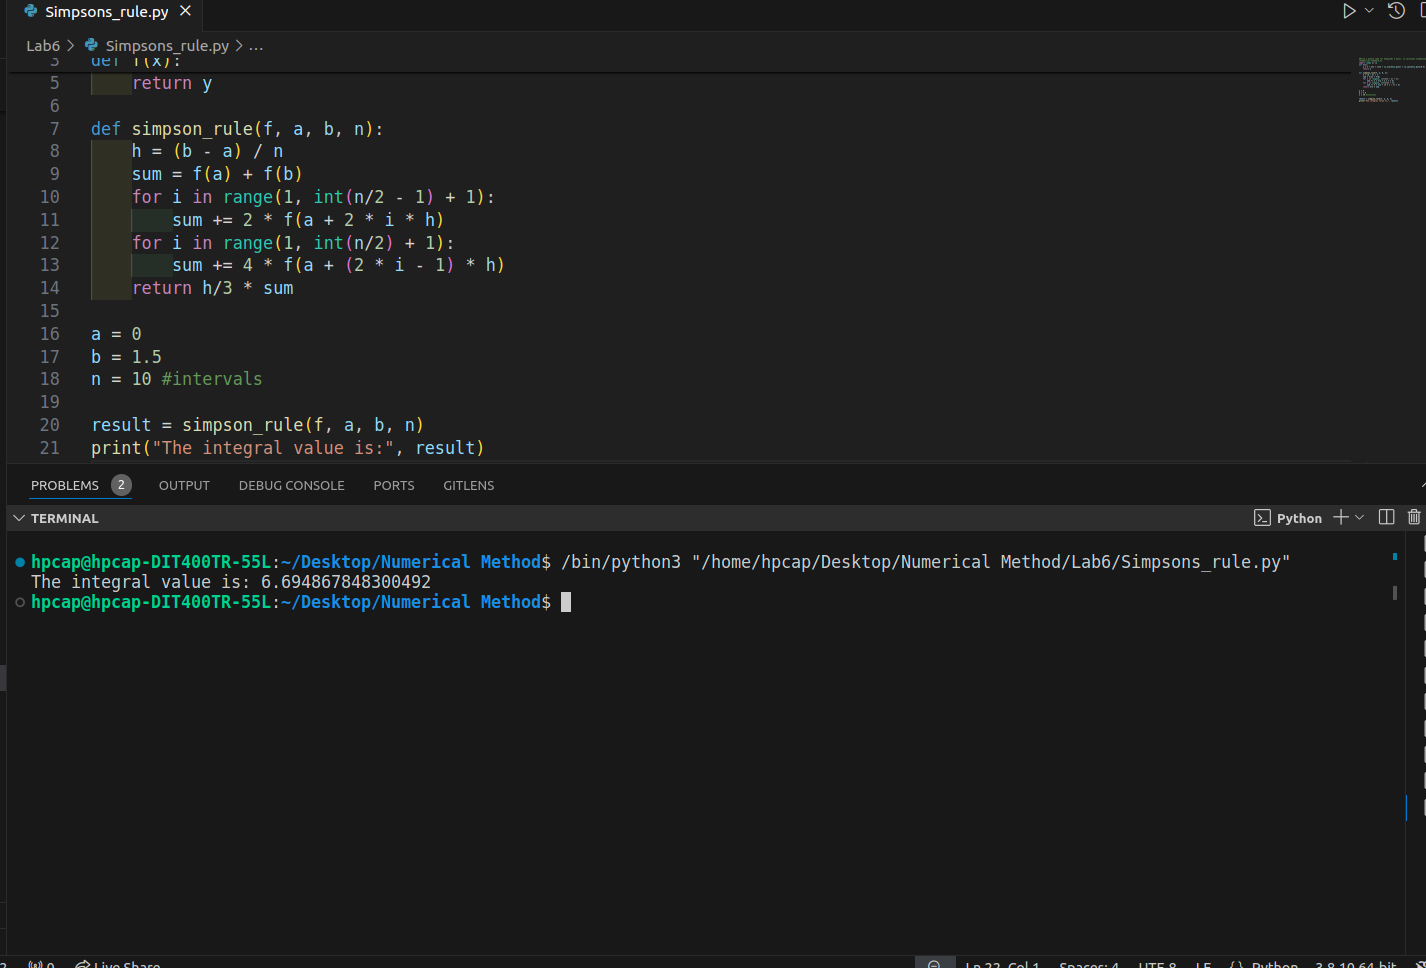 Simpsons_rule.py
Lab6 > Simpsons_rule.py > ...
3 def f(x):
5 return y
6
7 def simpson_rule(f, a, b, n):
8 h = (b - a) / n
9 sum = f(a) + f(b)
10 for i in range(1, int(n/2 - 1) + 1):
11 sum += 2 * f(a + 2 * i * h)
12 for i in range(1, int(n/2) + 1):
13 sum += 4 * f(a + (2 * i - 1) * h)
14 return h/3 * sum
15
16 a = 0
17 b = 1.5
18 n = 10 #intervals
19
20 result = simpson_rule(f, a, b, n)
21 print("The integral value is:", result)
PROBLEMS 2 OUTPUT DEBUG CONSOLE PORTS GITLENS
TERMINAL Python
hpcap@hpcap-DIT400TR-55L:~/Desktop/Numerical Method$ /bin/python3 "/home/hpcap/Desktop/Numerical Method/Lab6/Simpsons_rule.py"
The integral value is: 6.694867848300492
hpcap@hpcap-DIT400TR-55L:~/Desktop/Numerical Method$
2 0 Live Share Ln 22, Col 1 Spaces: 4 UTF-8 LF {} Python 3.8.10 64-bit